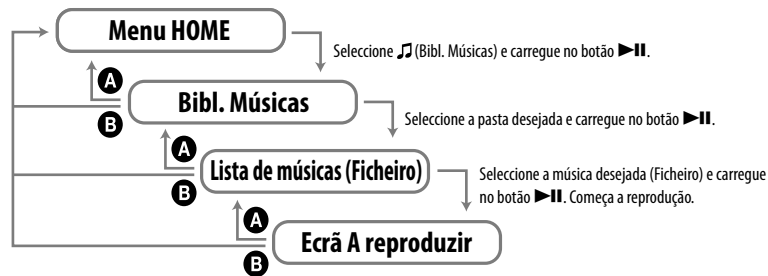 Menu HOME
Seleccione ♫ (Bibl. Músicas) e carregue no botão ►II.
A
Bibl. Músicas
B
Seleccione a pasta desejada e carregue no botão ►II.
A
Lista de músicas (Ficheiro)
B
Seleccione a música desejada (Ficheiro) e carregue
no botão ►II. Começa a reprodução.
A
Ecrã A reproduzir
B